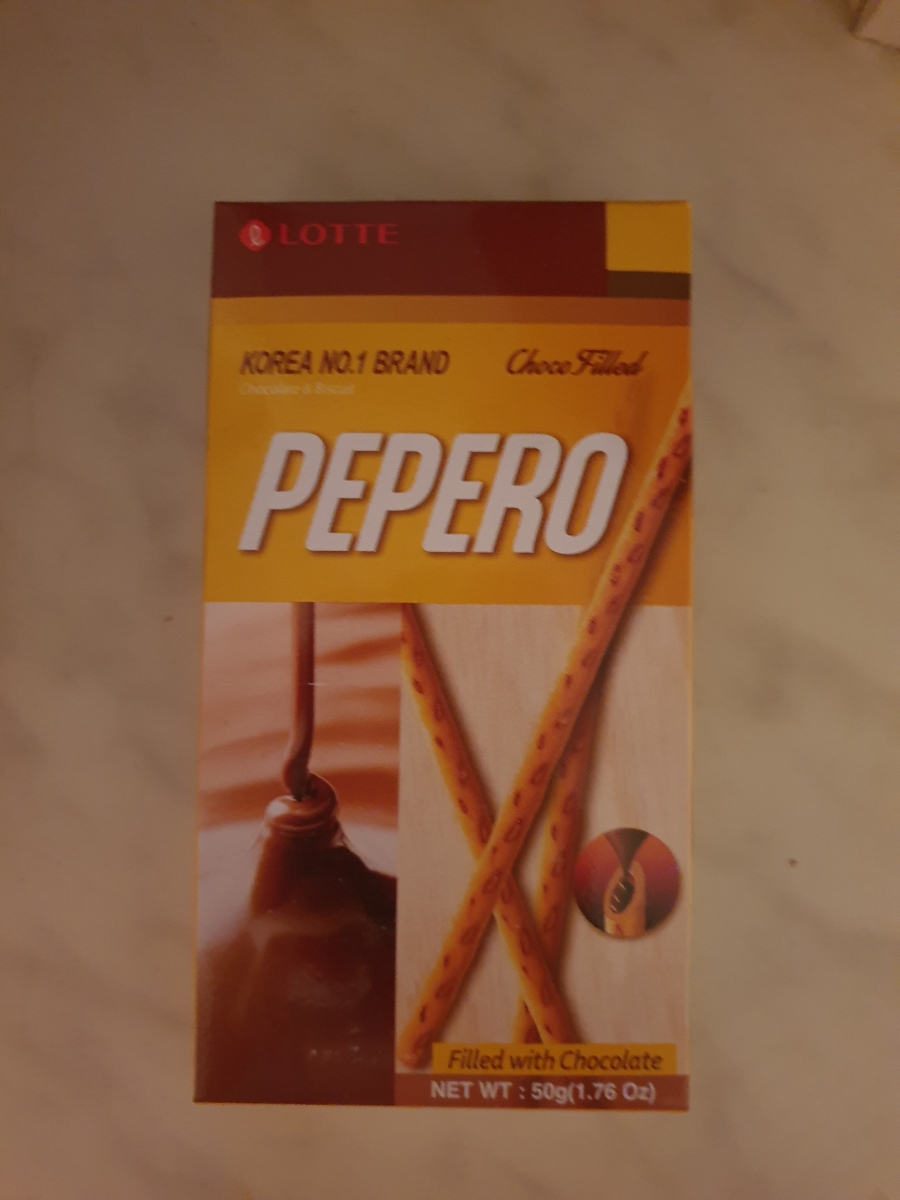 LOTTE
KOREA NO.1 BRAND
Choco Filled
Chocolate & Biscuit
PEPERO
Filled with Chocolate
NET WT : 50g(1.76 Oz)